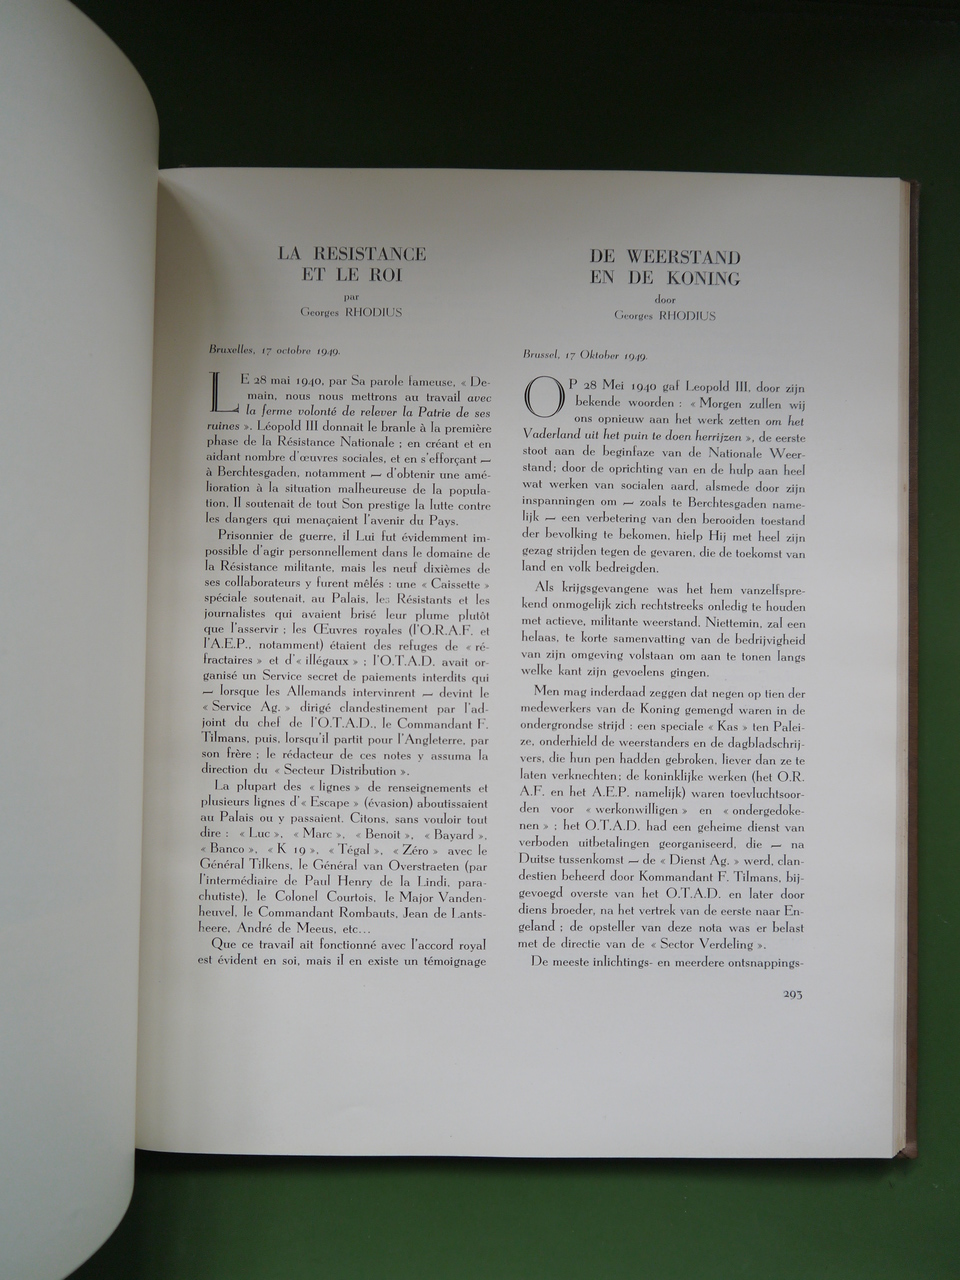 LA RESISTANCE
ET LE ROI
par
Georges RHODIUS
Bruxelles, 17 octobre 1949.
LE 28 mai 1940, par Sa parole fameuse, « De-
main, nous nous mettrons au travail avec
la ferme volonté de relever la Patrie de ses
ruines ». Léopold III donnait le branle à la première
phase de la Résistance Nationale ; en créant et en
aidant nombre d'œuvres sociales, et en s'efforçant —
à Berchtesgaden, notamment — d'obtenir une amé-
lioration à la situation malheureuse de la popula-
tion, Il soutenait de tout Son prestige la lutte contre
les dangers qui menaçaient l'avenir du Pays.
Prisonnier de guerre, il Lui fut évidemment im-
possible d'agir personnellement dans le domaine de
la Résistance militante, mais les neuf dixièmes de
ses collaborateurs y furent mêlés : une « Caissette »
spéciale soutenait, au Palais, les Résistants et les
journalistes qui avaient brisé leur plume plutôt
que l'asservir ; les Œuvres royales (l'O.R.A.F. et
l'A.E.P., notamment) étaient des refuges de « ré-
fractaires » et d'« illégaux » ; l'O.T.A.D. avait or-
ganisé un Service secret de paiements interdits qui
— lorsque les Allemands intervinrent — devint le
« Service Ag. » dirigé clandestinement par l'ad-
joint du chef de l'O.T.A.D., le Commandant F.
Tilmans, puis, lorsqu'il partit pour l'Angleterre, par
son frère ; le rédacteur de ces notes y assuma la
direction du « Secteur Distribution ».
La plupart des « lignes » de renseignements et
plusieurs lignes d'« Escape » (évasion) aboutissaient
au Palais ou y passaient. Citons, sans vouloir tout
dire : « Luc », « Marc », « Benoit », « Bayard »,
« Banco », « K 19 », « Tégal », « Zéro » avec le
Général Tilkens, le Général van Overstraeten (par
l'intermédiaire de Paul Henry de la Lindi, para-
chutiste), le Colonel Courtois, le Major Vanden-
heuvel, le Commandant Rombauts, Jean de Lants-
heere, André de Meeus, etc...
Que ce travail ait fonctionné avec l'accord royal
est évident en soi, mais il en existe un témoignage
DE WEERSTAND
EN DE KONING
door
Georges RHODIUS
Brussel, 17 Oktober 1949.
OP 28 Mei 1940 gaf Leopold III, door zijn
bekende woorden : « Morgen zullen wij
ons opnieuw aan het werk zetten om het
Vaderland uit het puin te doen herrijzen », de eerste
stoot aan de beginfaze van de Nationale Weer-
stand; door de oprichting van en de hulp aan heel
wat werken van socialen aard, alsmede door zijn
inspanningen om — zoals te Berchtesgaden name-
lijk — een verbetering van den berooiden toestand
der bevolking te bekomen, hielp Hij met heel zijn
gezag strijden tegen de gevaren, die de toekomst van
land en volk bedreigden.
Als krijgsgevangene was het hem vanzelfspre-
kend onmogelijk zich rechtstreeks onledig te houden
met actieve, militante weerstand. Niettemin, zal een
helaas, te korte samenvatting van de bedrijvigheid
van zijn omgeving volstaan om aan te tonen langs
welke kant zijn gevoelens gingen.
Men mag inderdaad zeggen dat negen op tien der
medewerkers van de Koning gemengd waren in de
ondergrondse strijd : een speciale « Kas » ten Palei-
ze, onderhield de weerstanders en de dagbladschrij-
vers, die hun pen hadden gebroken, liever dan ze te
laten verknechten; de koninklijke werken (het O.R.
A.F. en het A.E.P. namelijk) waren toevluchtsoor-
den voor « werkonwilligen » en « ondergedoke-
nen » ; het O.T.A.D. had een geheime dienst van
verboden uitbetalingen georganiseerd, die — na
Duitse tussenkomst — de « Dienst Ag. » werd, clan-
destien beheerd door Kommandant F. Tilmans, bij-
gevoegd overste van het O.T.A.D. en later door
diens broeder, na het vertrek van de eerste naar En-
geland ; de opsteller van deze nota was er belast
met de directie van de « Sector Verdeling ».
De meeste inlichtings- en meerdere ontsnappings-
293